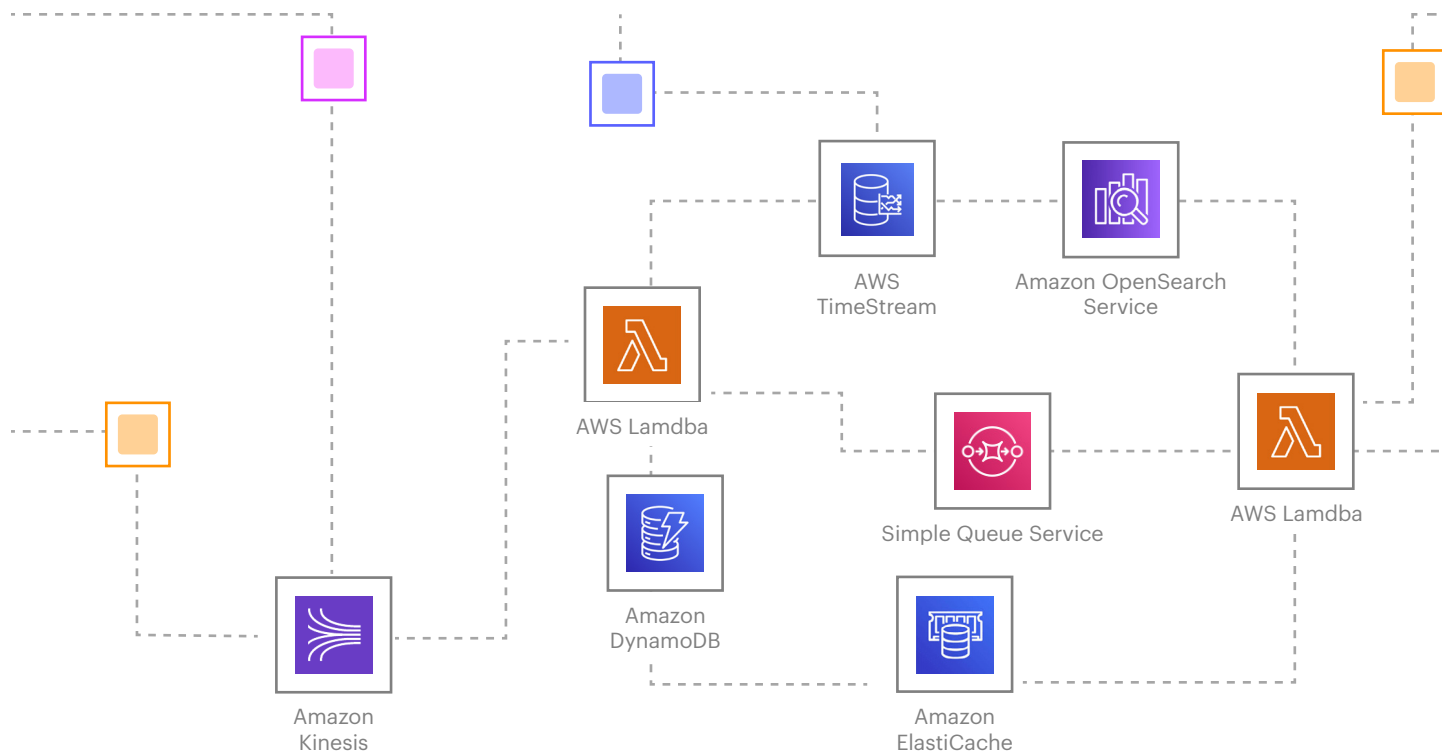 AWS
TimeStream
Amazon OpenSearch
Service
AWS Lamdba
Simple Queue Service
AWS Lamdba
Amazon
DynamoDB
Amazon
Kinesis
Amazon
ElastiCache